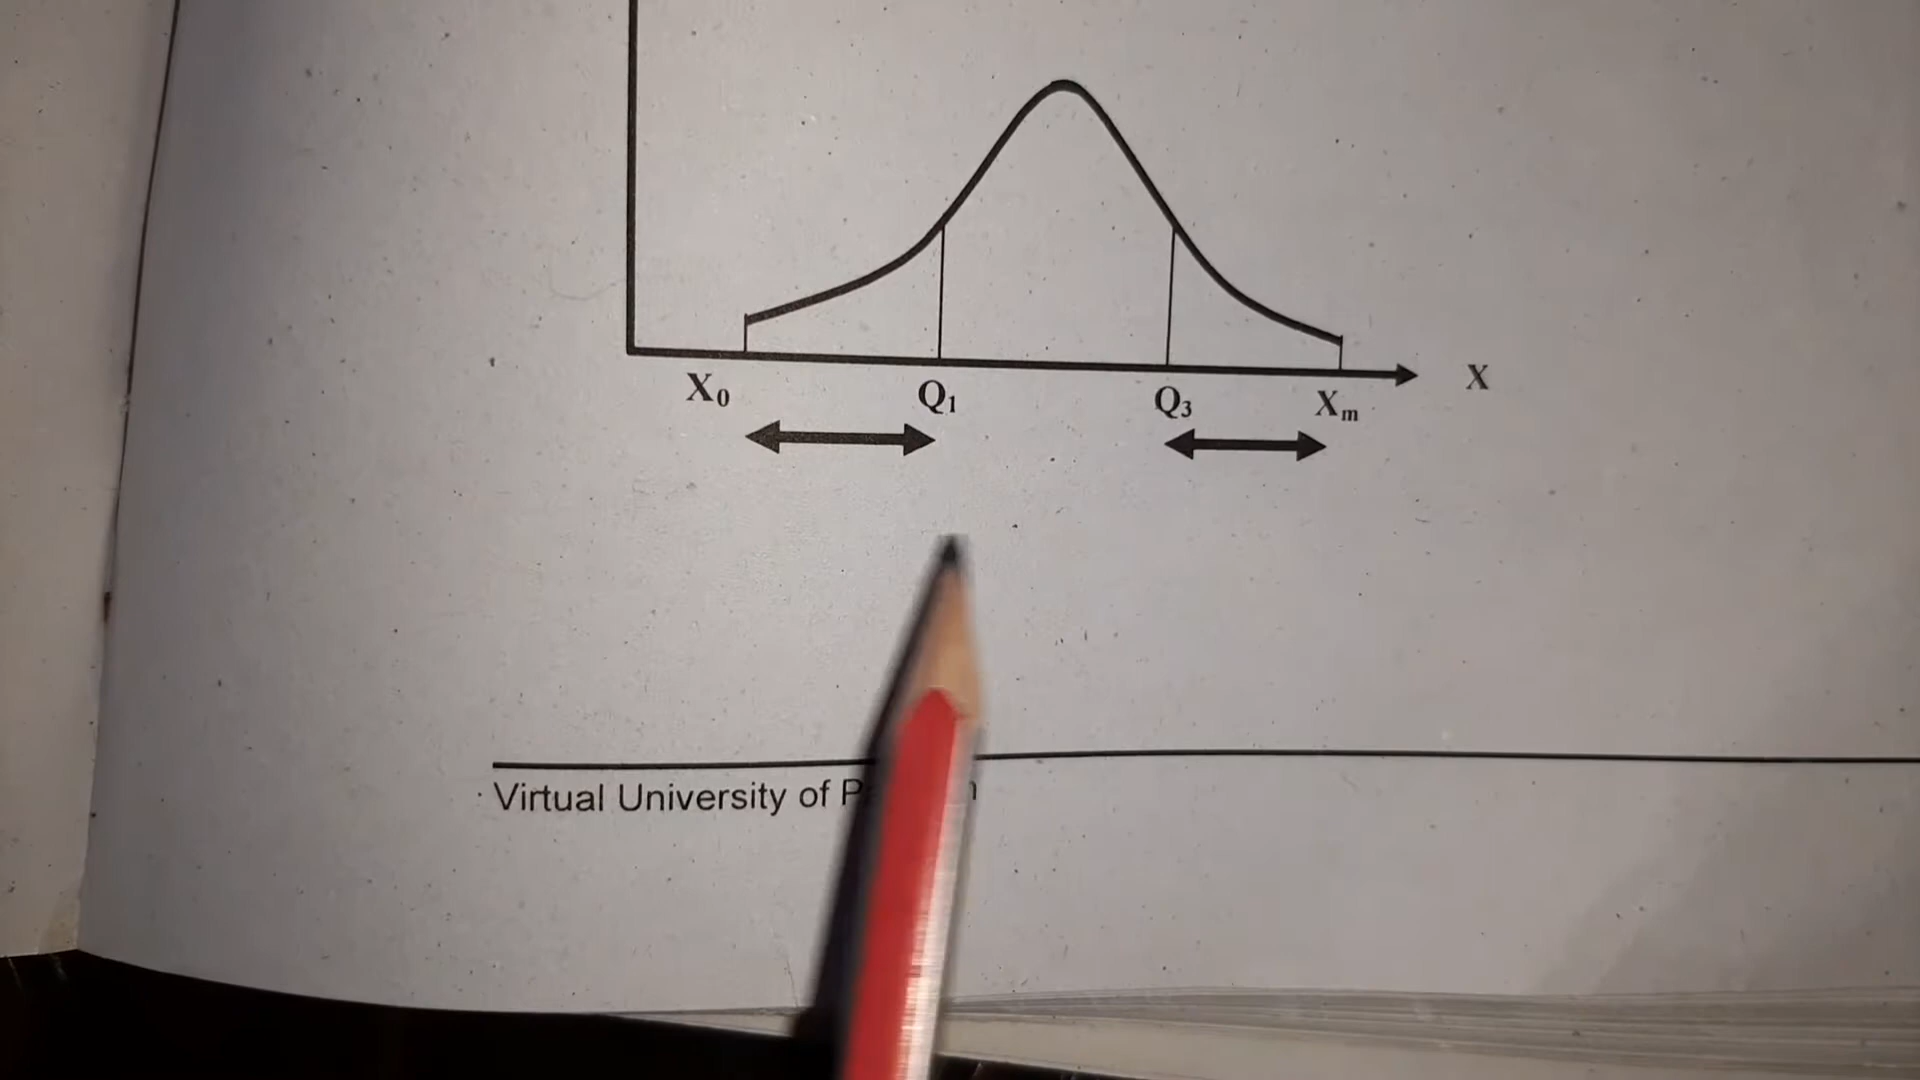 X₀ Q₁ Q₃ Xₘ X
Virtual University of